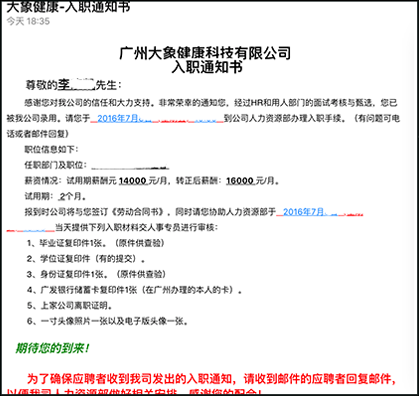 大象健康-入职通知书
今天 18:35
广州大象健康科技有限公司
入职通知书
尊敬的李 先生：
感谢您对我公司的信任和大力支持。非常荣幸的通知您，经过HR和用人部门的面试考核与甄选，您已
被我公司录用。请您于 2016年7月 到公司人力资源部办理入职手续。（有问题可电
话或者邮件回复）
职位信息如下：
任职部门及职位：
薪资情况：试用期薪酬元 14000 元/月，转正后薪酬：16000 元/月。
试用期：2个月。
报到时公司将与您签订《劳动合同书》，同时请您协助人力资源部于 2016年7月
当天提供下列入职材料交人事专员进行审核：
1、毕业证复印件1张。（原件供查验）
2、学位证复印件（有的提交）。
3、身份证复印件1张。（原件供查验）
4、广发银行储蓄卡复印件1张（在广州办理的本人的卡）。
5、上家公司离职证明。
6、一寸头像照片一张以及电子版头像一张。
期待您的到来！
为了确保应聘者收到我司发出的入职通知，请收到邮件的应聘者回复邮件，
以便我司人力资源部做好相关安排，感谢您的配合！